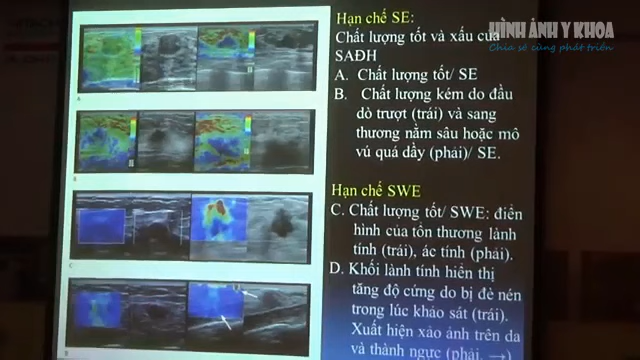 HÌNH ẢNH Y KHOA
Chia sẻ cùng phát triển
Hạn chế SE:
Chất lượng tốt và xấu của
SAĐH
A. Chất lượng tốt/ SE
B. Chất lượng kém do đầu
dò trượt (trái) và sang
thương nằm sâu hoặc mô
vú quá dầy (phải)/ SE.
Hạn chế SWE
C. Chất lượng tốt/ SWE: điển
hình của tổn thương lành
tính (trái), ác tính (phải).
D. Khối lành tính hiển thị
tăng độ cứng do bị đè nén
trong lúc khảo sát (trái).
Xuất hiện xảo ảnh trên da
và thành ngực (phải, →)
A
B
C